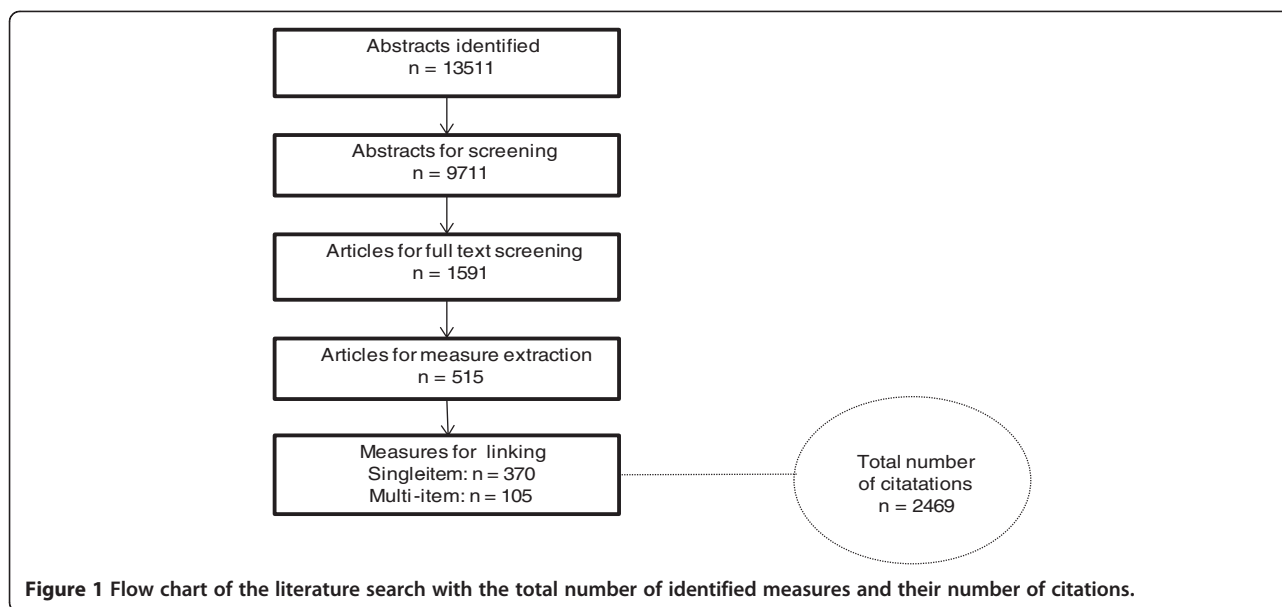 Abstracts identified
n = 13511
Abstracts for screening
n = 9711
Articles for full text screening
n = 1591
Articles for measure extraction
n = 515
Measures for linking
Singleitem: n = 370
Multi-item: n = 105
Total number
of citatations
n = 2469
Figure 1 Flow chart of the literature search with the total number of identified measures and their number of citations.